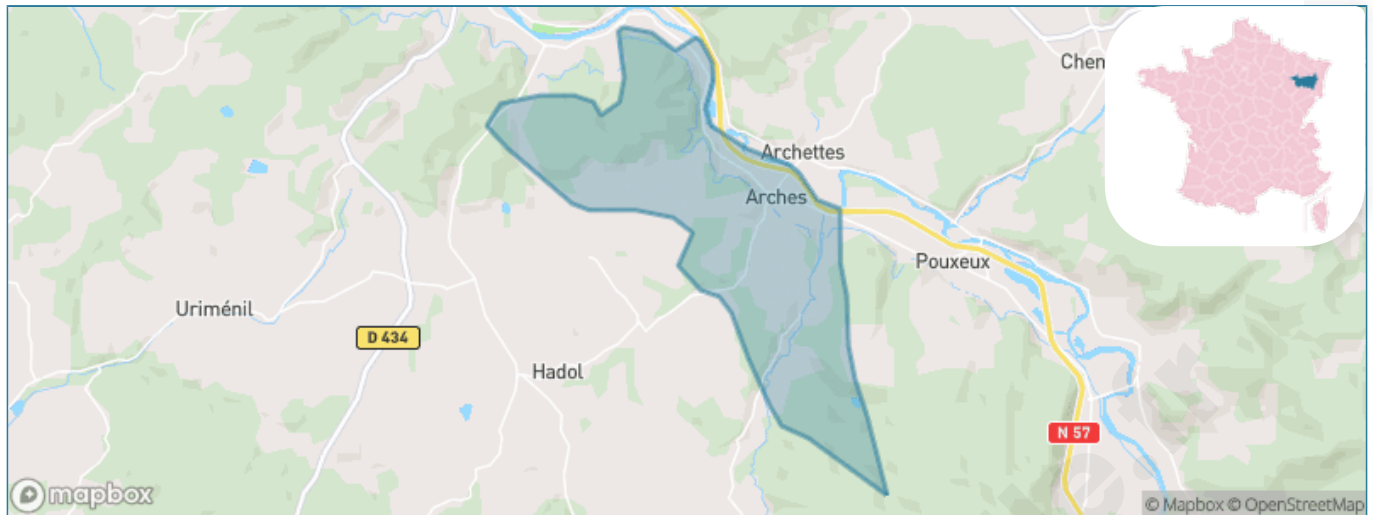 Chen
Archettes
Arches
Pouxeux
Uriménil
D 434
Hadol
N 57
mapbox
© Mapbox © OpenStreetMap